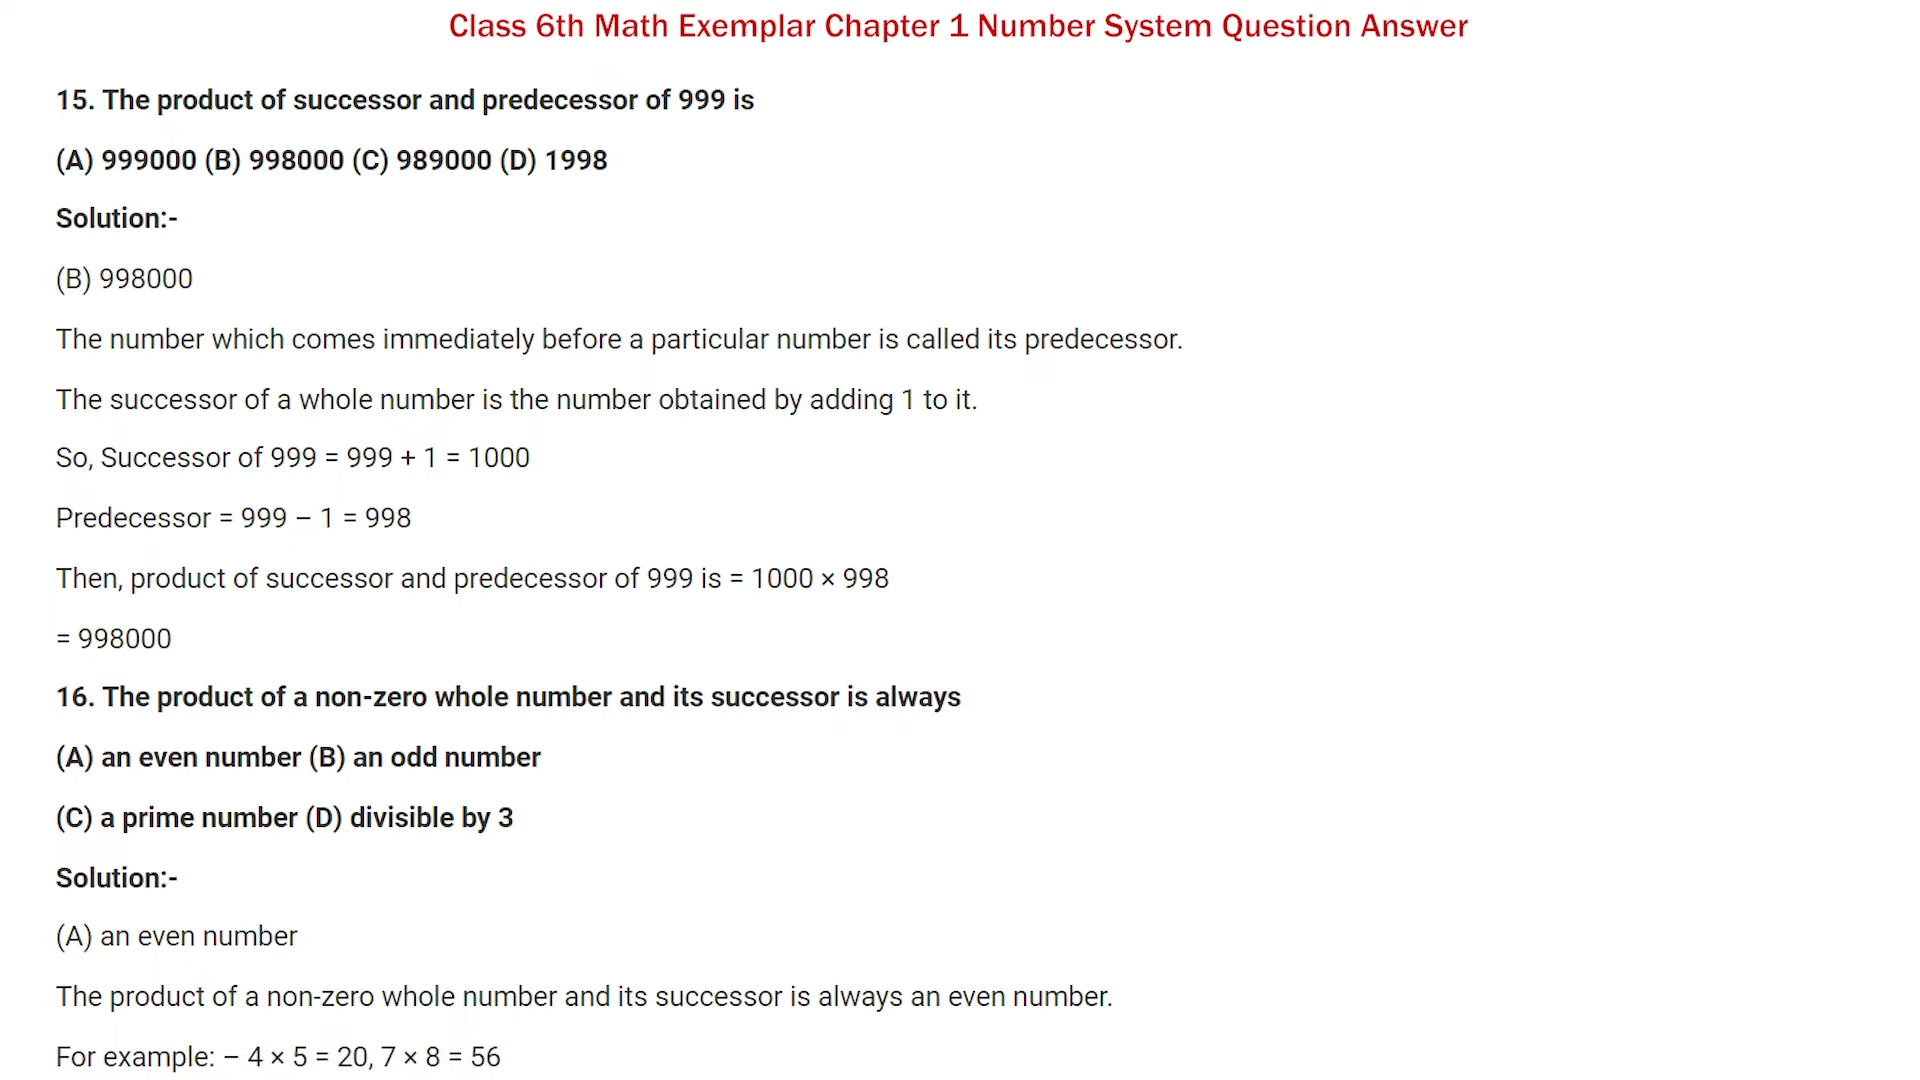 Class 6th Math Exemplar Chapter 1 Number System Question Answer
15. The product of successor and predecessor of 999 is
(A) 999000 (B) 998000 (C) 989000 (D) 1998
Solution:-
(B) 998000
The number which comes immediately before a particular number is called its predecessor.
The successor of a whole number is the number obtained by adding 1 to it.
So, Successor of 999 = 999 + 1 = 1000
Predecessor = 999 – 1 = 998
Then, product of successor and predecessor of 999 is = 1000 × 998
= 998000
16. The product of a non-zero whole number and its successor is always
(A) an even number (B) an odd number
(C) a prime number (D) divisible by 3
Solution:-
(A) an even number
The product of a non-zero whole number and its successor is always an even number.
For example: – 4 × 5 = 20, 7 × 8 = 56